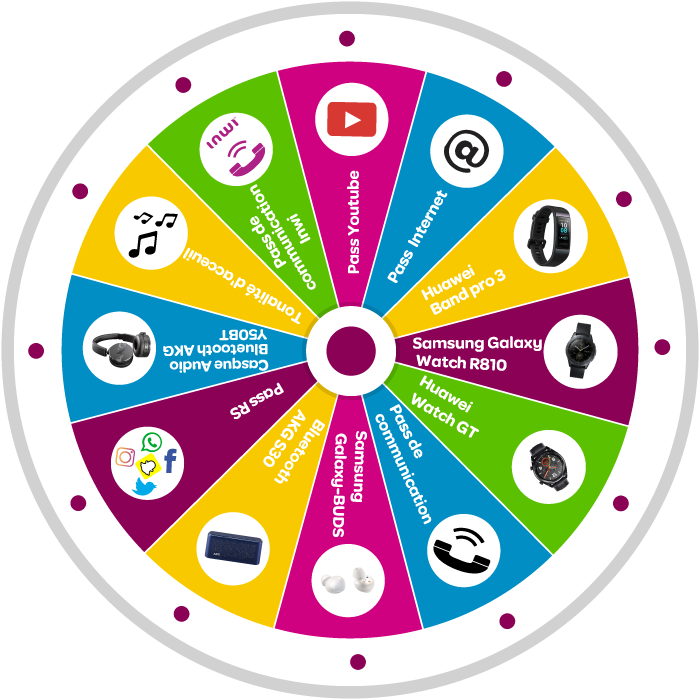 Pass Youtube
Pass Internet
Huawei
Band pro 3
Samsung Galaxy
Watch R810
Huawei
Watch GT
Pass de
communication
Samsung
Galaxy-BUDS
Bluetooth
AKG S30
Pass RS
Casque Audio
Bluetooth AKG
Y50BT
Tonalité d'acceuil
Pass de
communication
Inwi
inwi